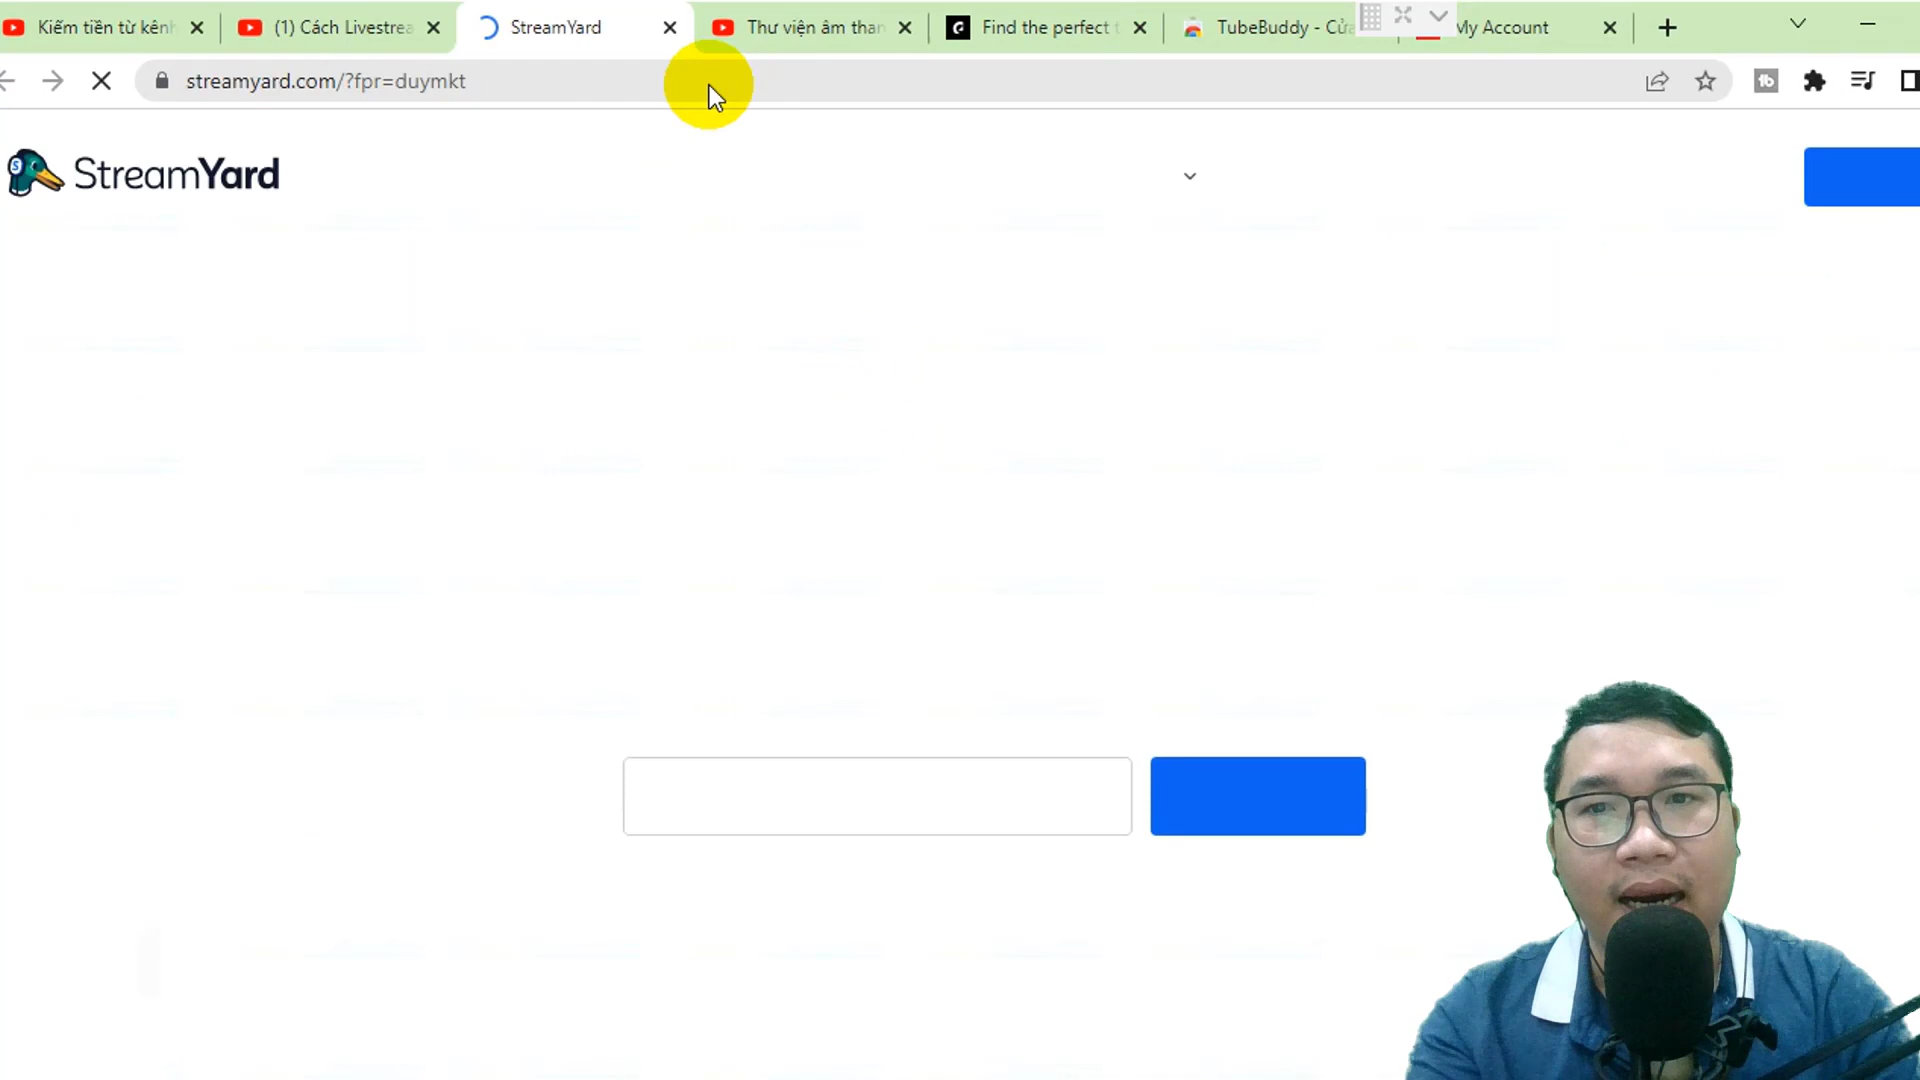 Kiếm tiền từ kênh
(1) Cách Livestrea
StreamYard
Thư viện âm than
Find the perfect t
TubeBuddy - Cửa
My Account
streamyard.com/?fpr=duymkt
tb
S StreamYard